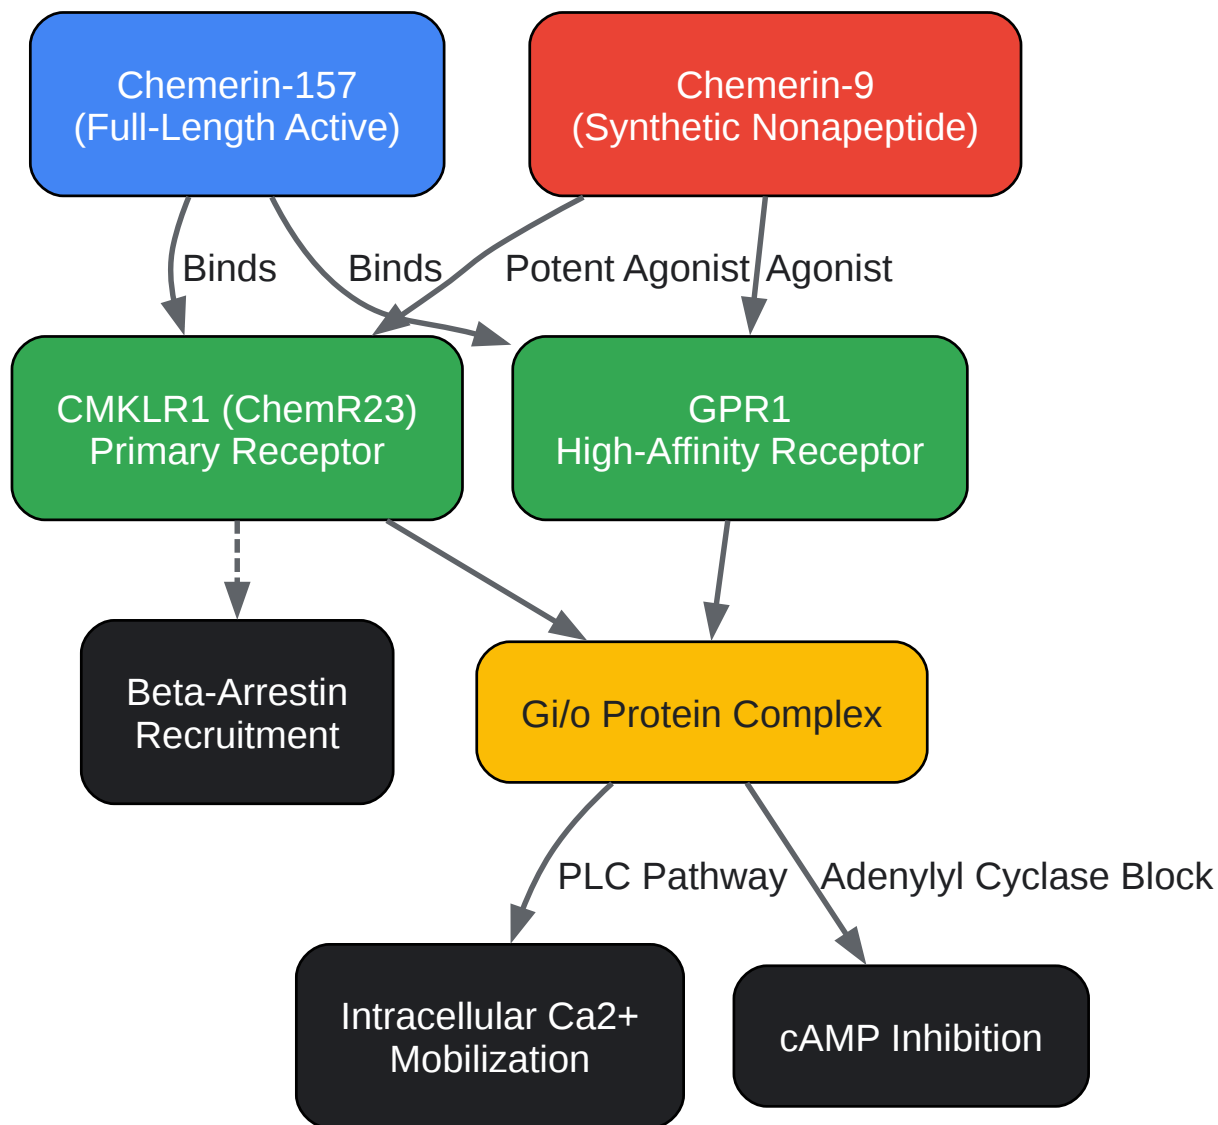 Chemerin-157
(Full-Length Active)
Chemerin-9
(Synthetic Nonapeptide)
Binds
Binds
Potent Agonist
Agonist
CMKLR1 (ChemR23)
Primary Receptor
GPR1
High-Affinity Receptor
Beta-Arrestin
Recruitment
Gi/o Protein Complex
PLC Pathway
Adenylyl Cyclase Block
Intracellular Ca2+
Mobilization
cAMP Inhibition